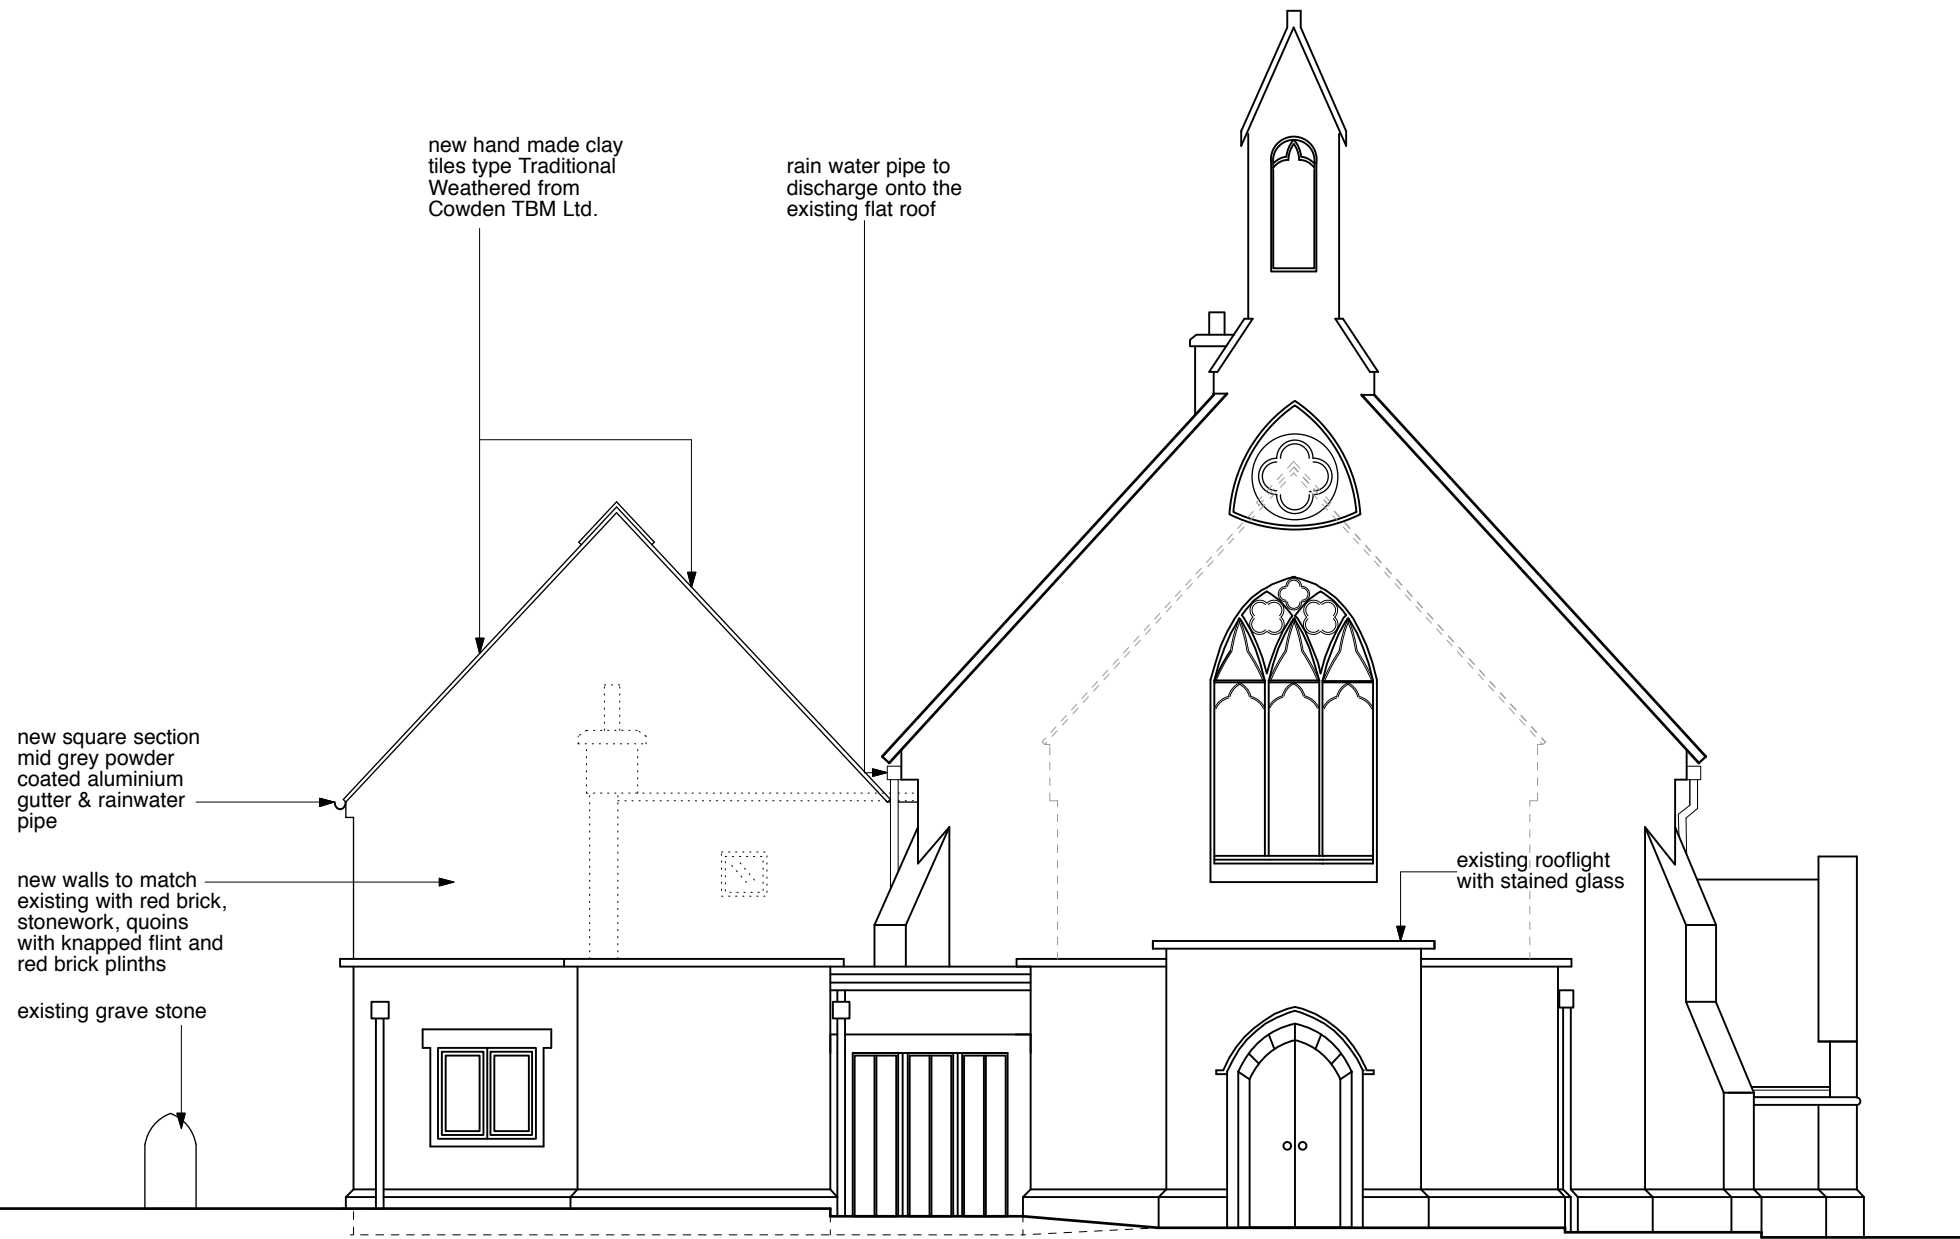 new hand made clay
tiles type Traditional
Weathered from
Cowden TBM Ltd.
rain water pipe to
discharge onto the
existing flat roof
new square section
mid grey powder
coated aluminium
gutter & rainwater
pipe
new walls to match
existing with red brick,
stonework, quoins
with knapped flint and
red brick plinths
existing grave stone
existing rooflight
with stained glass